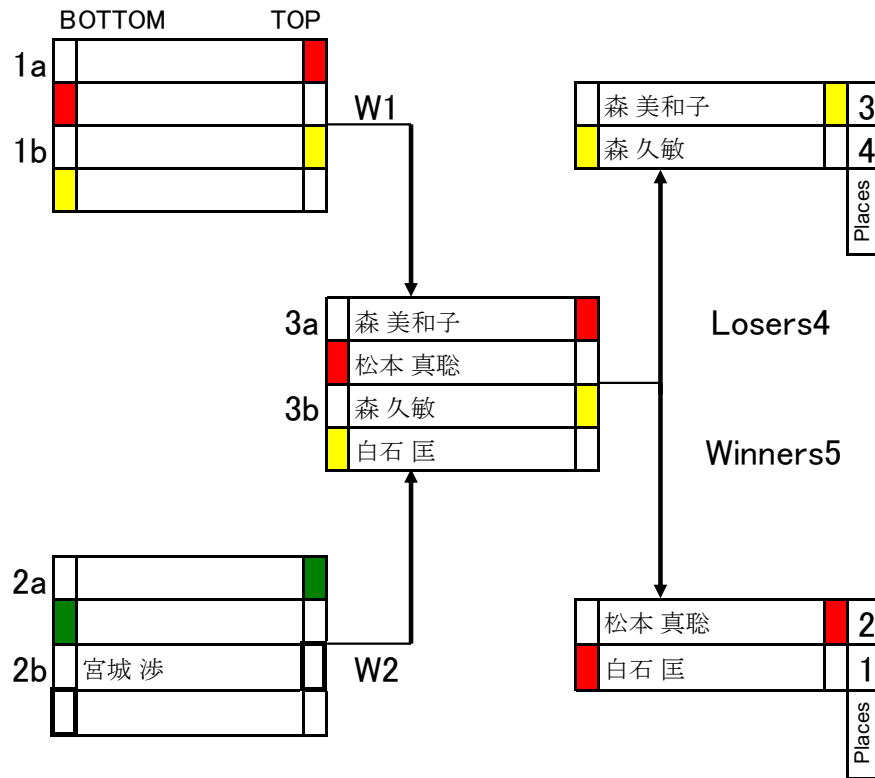 BOTTOM TOP
1a
W1
1b
森 美和子 3
森 久敏 4
Places
3a 森 美和子
松本 真聡
3b 森 久敏
白石 匡
Losers4
Winners5
2a
2b 宮城 渉
W2
松本 真聡 2
白石 匡 1
Places